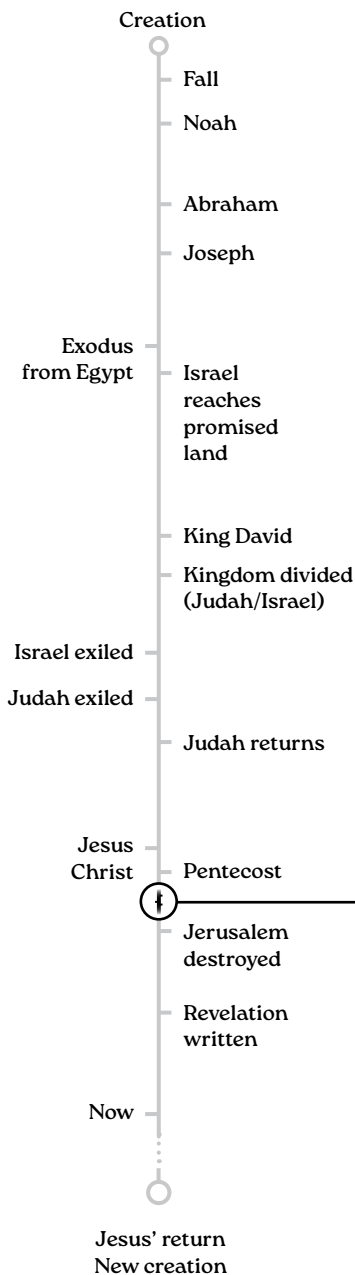 Creation
Fall
Noah
Abraham
Joseph
Exodus
from Egypt
Israel
reaches
promised
land
King David
Kingdom divided
(Judah/Israel)
Israel exiled
Judah exiled
Judah returns
Jesus
Christ
Pentecost
Jerusalem
destroyed
Revelation
written
Now
Jesus’ return
New creation